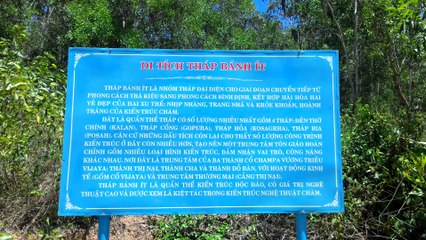 DI TÍCH THÁP BÁNH ÍT
THÁP BÁNH ÍT LÀ NHÓM THÁP ĐẠI DIỆN CHO GIAI ĐOẠN CHUYỂN TIẾP TỪ
PHONG CÁCH TRÀ KIỆU SANG PHONG CÁCH BÌNH ĐỊNH, KẾT HỢP HÀI HÒA HAI
VẺ ĐẸP CỦA HAI XU THẾ: NHỊP NHÀNG, TRANG NHÃ VÀ KHỎE KHOẮN, HOÀNH
TRÁNG CỦA KIẾN TRÚC CHĂM.
ĐÂY LÀ QUẦN THỂ THÁP CÓ SỐ LƯỢNG NHIỀU NHẤT GỒM 4 THÁP: ĐỀN THỜ
CHÍNH (KALAN), THÁP CỔNG (GOPURA), THÁP HỎA (KOSAGRHA), THÁP BIA
(POSAH). CĂN CỨ NHỮNG DẤU TÍCH CÒN LẠI CHO THẤY SỐ LƯỢNG CÔNG TRÌNH
KIẾN TRÚC Ở ĐÂY CÒN NHIỀU HƠN, TẠO NÊN MỘT TRUNG TÂM TÔN GIÁO HOÀN
CHỈNH GỒM NHIỀU LOẠI HÌNH KIẾN TRÚC, ĐẢM NHẬN VAI TRÒ, CÔNG NĂNG
KHÁC NHAU. NƠI ĐÂY LÀ TRUNG TÂM CỦA BA THÀNH CỔ CHAMPA VƯƠNG TRIỀU
VIJAYA: THÀNH THỊ NẠI, THÀNH CHA VÀ THÀNH ĐỒ BÀN, VỚI HOẠT ĐỘNG KINH
TẾ (GỐM CỔ VIJAYA) VÀ TRUNG TÂM THƯƠNG MẠI (CẢNG THỊ NẠI).
THÁP BÁNH ÍT LÀ QUẦN THỂ KIẾN TRÚC ĐỘC ĐÁO, CÓ GIÁ TRỊ NGHỆ
THUẬT CAO VÀ ĐƯỢC XEM LÀ KIỆT TÁC TRONG KIẾN TRÚC NGHỆ THUẬT CHĂM.